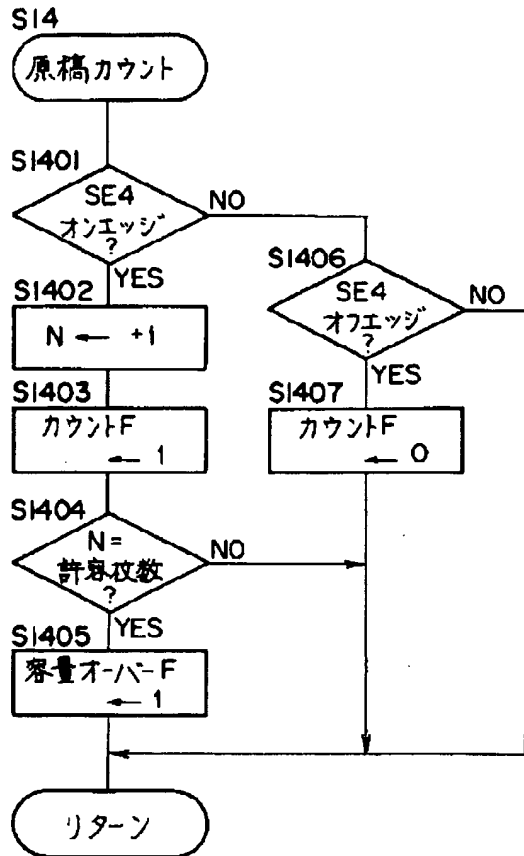 S14
原稿カウント
S1401
SE4
オンエッジ
?
NO
YES
S1402
N ← +1
S1403
カウントF
← 1
S1404
N=
許容枚数
?
NO
YES
S1405
容量オーバーF
← 1
S1406
SE4
オフエッジ
?
NO
YES
S1407
カウントF
← 0
リターン